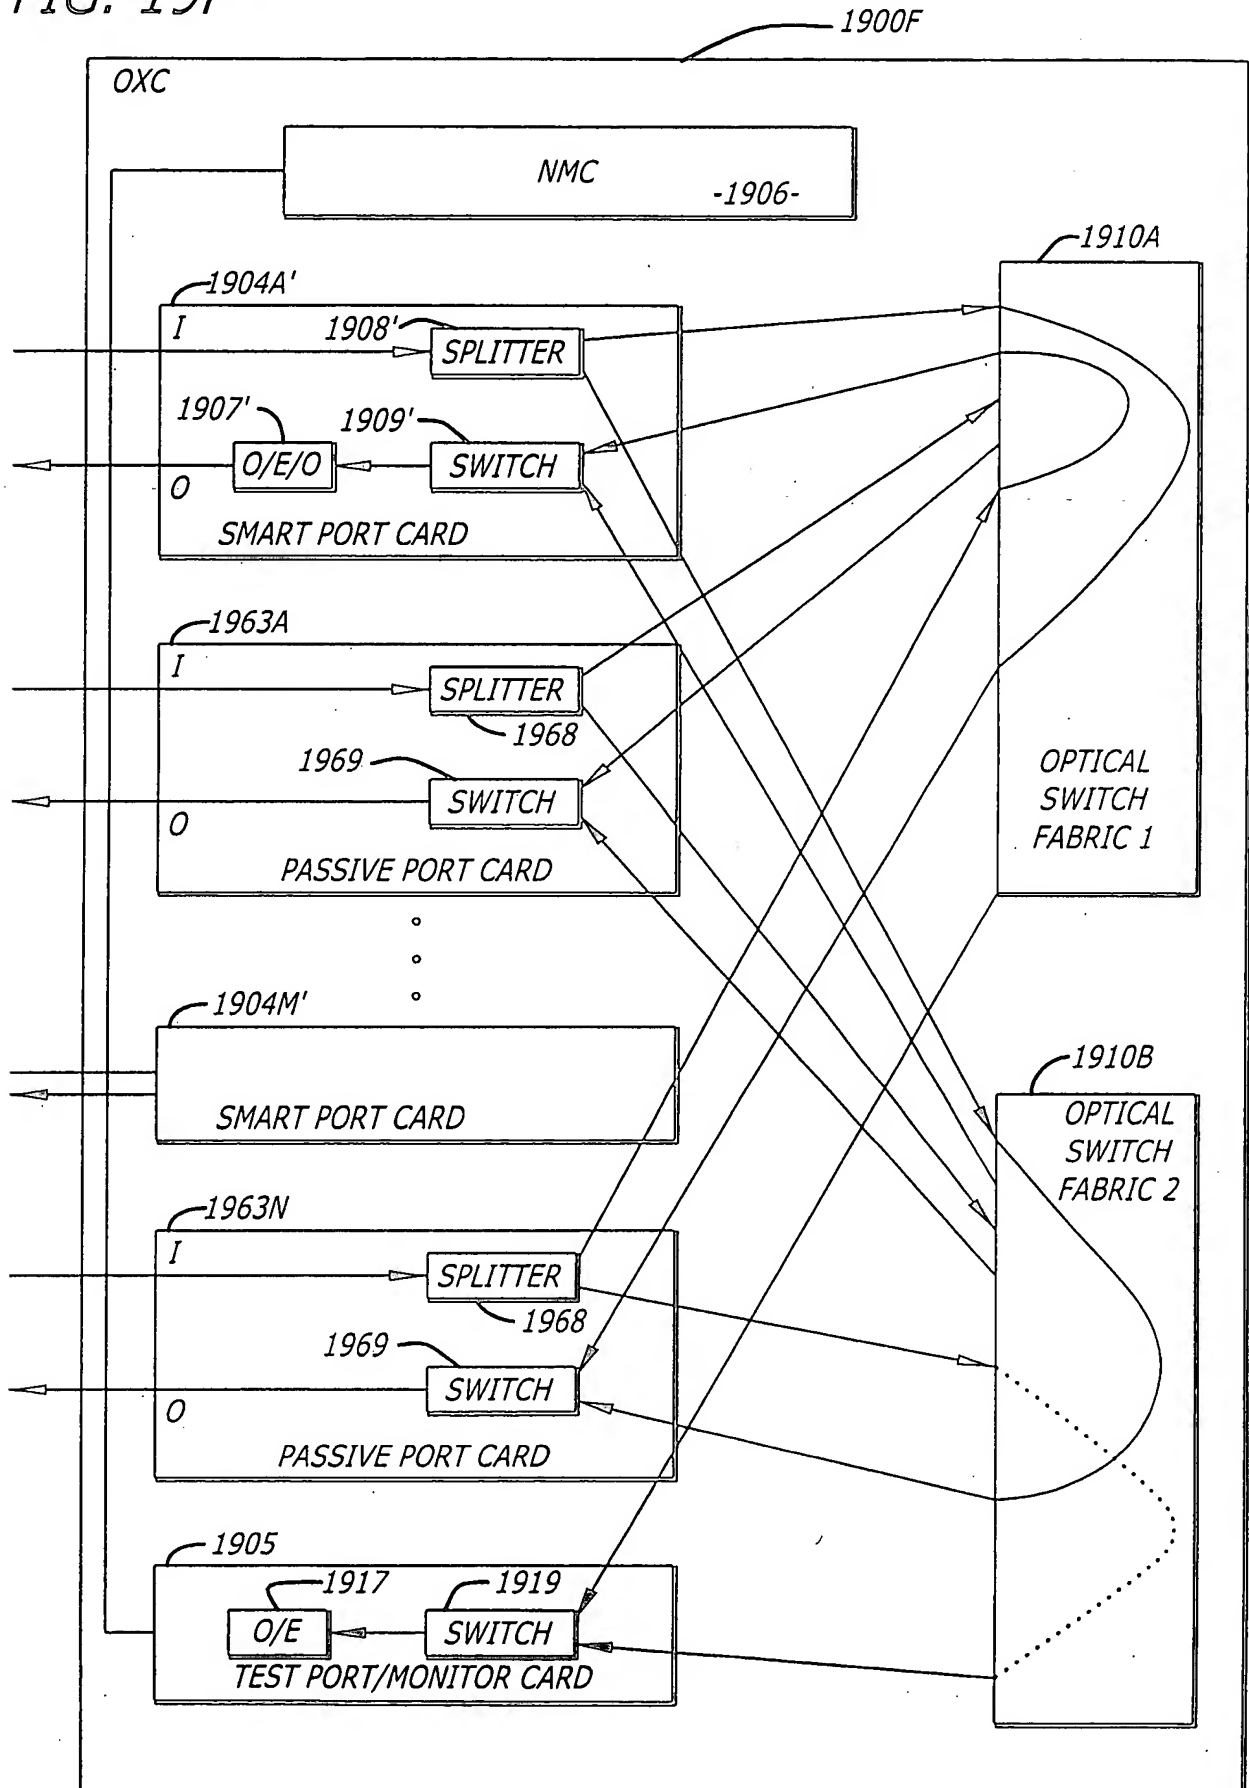 FIG. 19F
1900F
OXC
NMC
-1906-
1910A
1904A'
I
1908'
SPLITTER
1907'
1909'
O/E/O
SWITCH
O
SMART PORT CARD
1963A
I
SPLITTER
1968
1969
SWITCH
O
PASSIVE PORT CARD
OPTICAL
SWITCH
FABRIC 1
1904M'
SMART PORT CARD
1910B
OPTICAL
SWITCH
FABRIC 2
1963N
I
SPLITTER
1968
1969
SWITCH
O
PASSIVE PORT CARD
1905
1917
1919
O/E
SWITCH
TEST PORT/MONITOR CARD